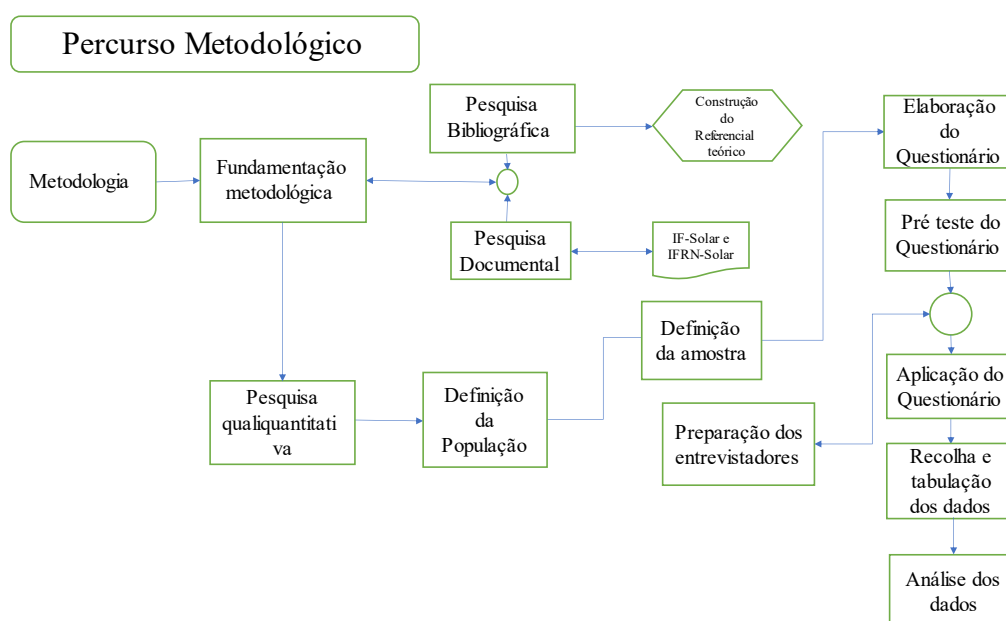 Percurso Metodológico
Metodologia
Fundamentação
metodológica
Pesquisa
Bibliográfica
Construção
do
Referencial
teórico
Pesquisa
Documental
IF-Solar e
IFRN-Solar
Pesquisa
qualiquantitati
va
Definição
da
População
Definição
da amostra
Preparação dos
entrevistadores
Elaboração
do
Questionário
Pré teste do
Questionário
Aplicação do
Questionário
Recolha e
tabulação
dos dados
Análise dos
dados